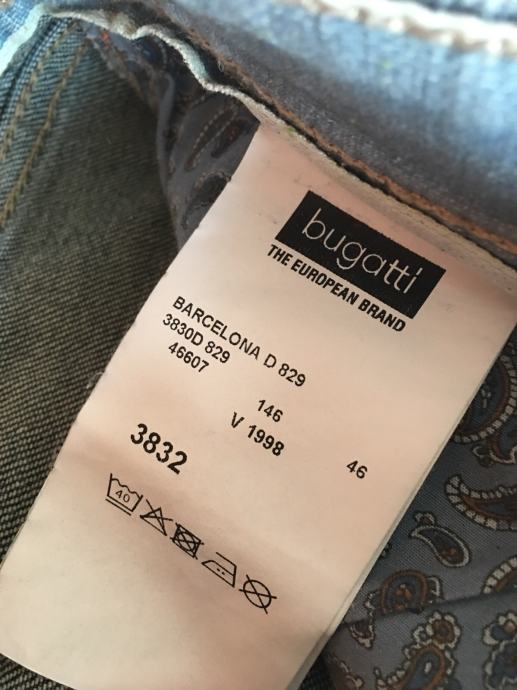 bugatti
THE EUROPEAN BRAND
BARCELONA D 829
3830D 829
46607
146
V 1998
46
3832
40